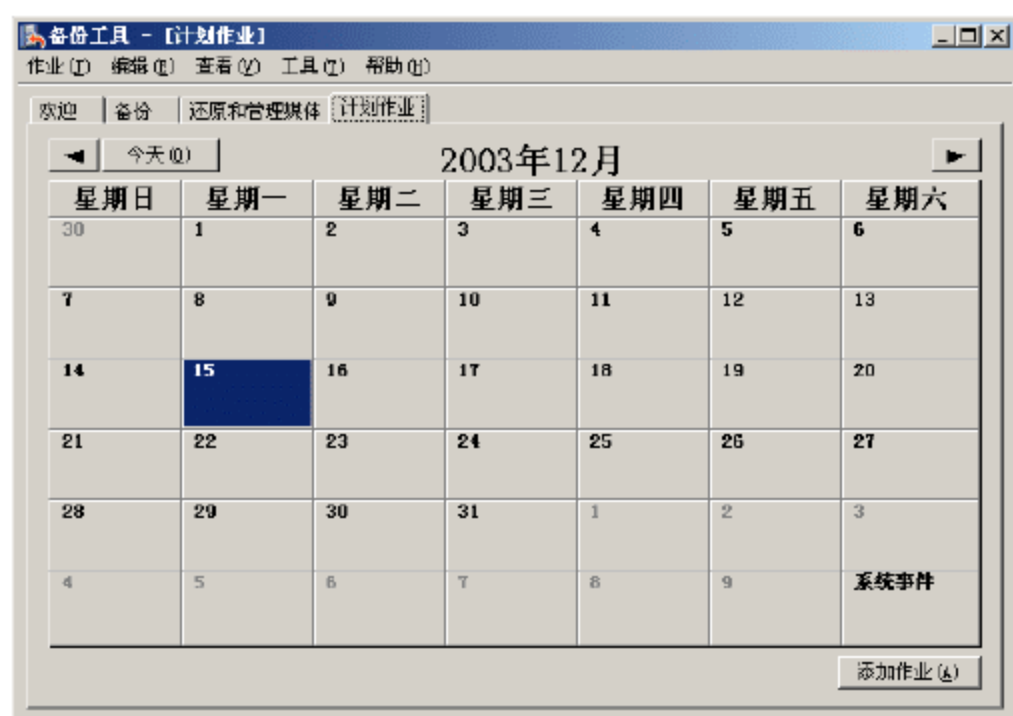 备份工具 - [计划作业]
作业(J) 编辑(E) 查看(V) 工具(T) 帮助(H)
欢迎 备份 还原和管理媒体 计划作业
今天(O) 2003年12月
星期日 星期一 星期二 星期三 星期四 星期五 星期六
30 1 2 3 4 5 6
7 8 9 10 11 12 13
14 15 16 17 18 19 20
21 22 23 24 25 26 27
28 29 30 31 1 2 3
4 5 6 7 8 9 系统事件
添加作业(A)